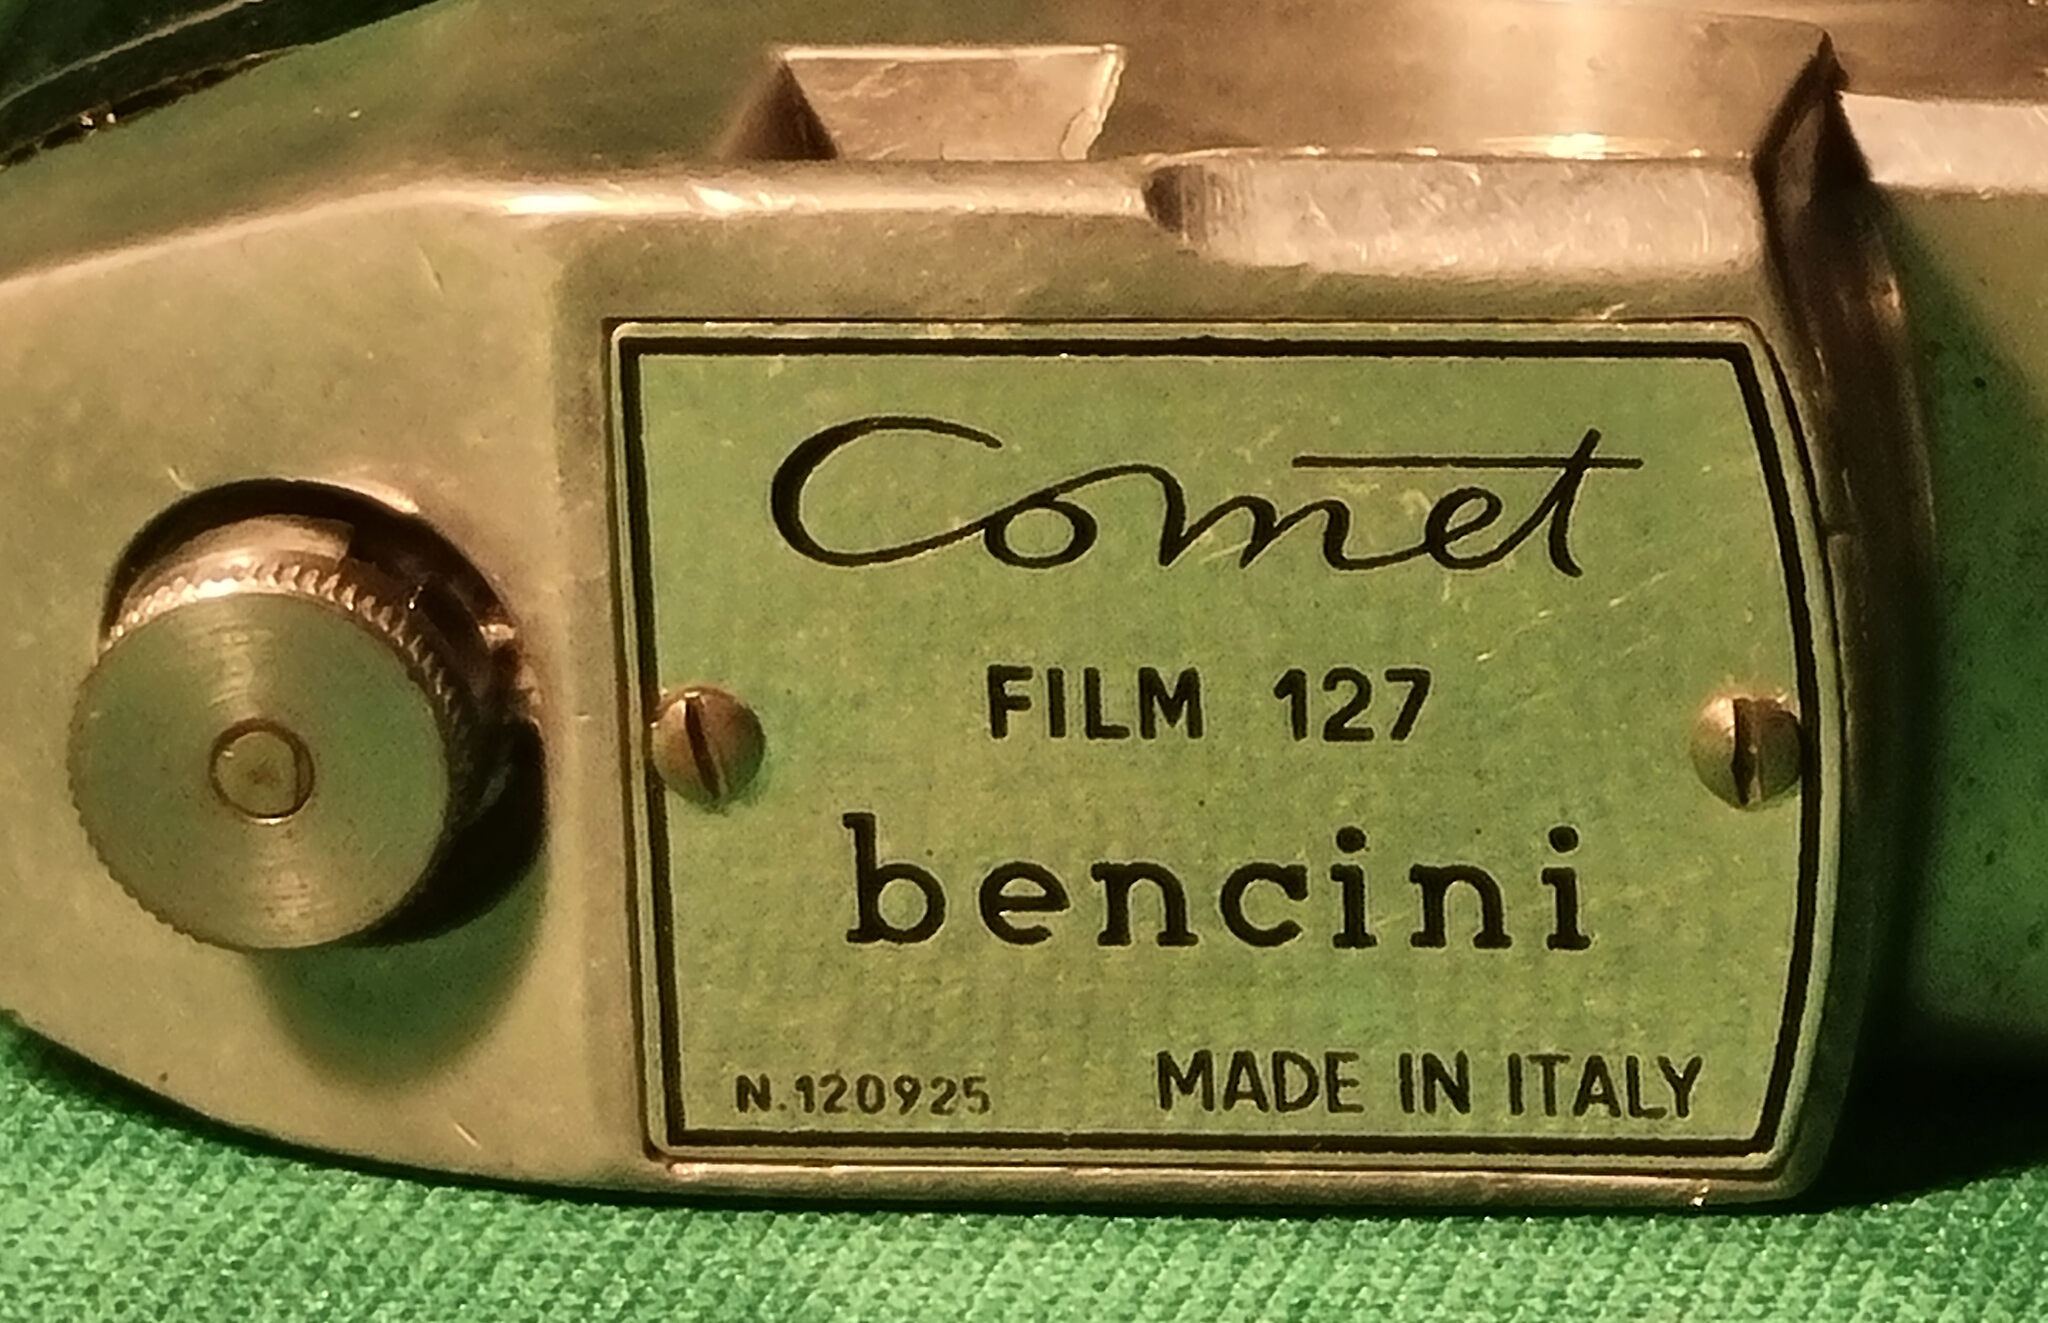 Comet
FILM 127
bencini
N.120925 MADE IN ITALY